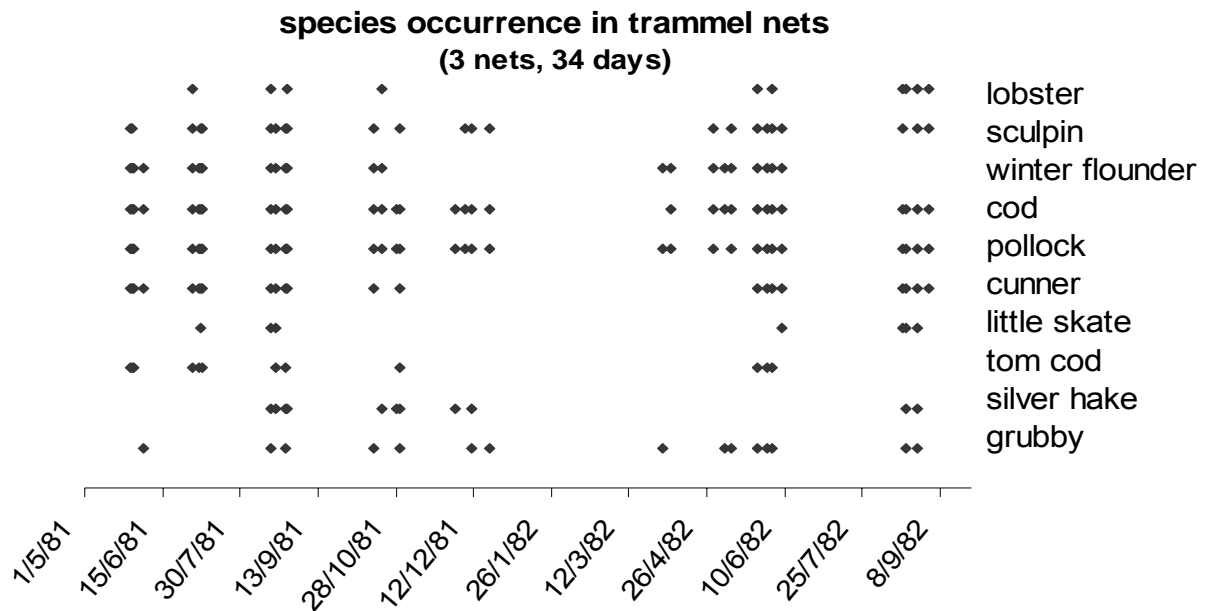 species occurrence in trammel nets
(3 nets, 34 days)
lobster
sculpin
winter flounder
cod
pollock
cunner
little skate
tom cod
silver hake
grubby
1/5/81
15/6/81
30/7/81
13/9/81
28/10/81
12/12/81
26/1/82
12/3/82
26/4/82
10/6/82
25/7/82
8/9/82